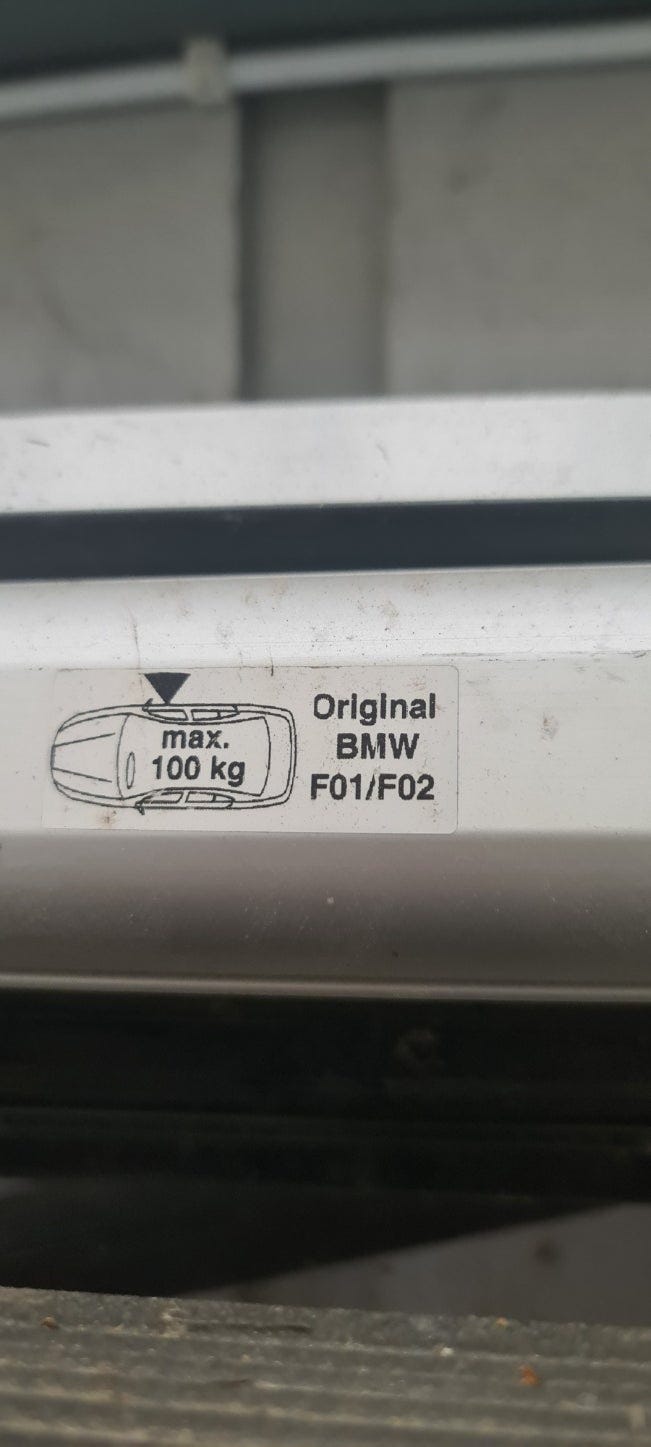 max.
100 kg
Original
BMW
F01/F02